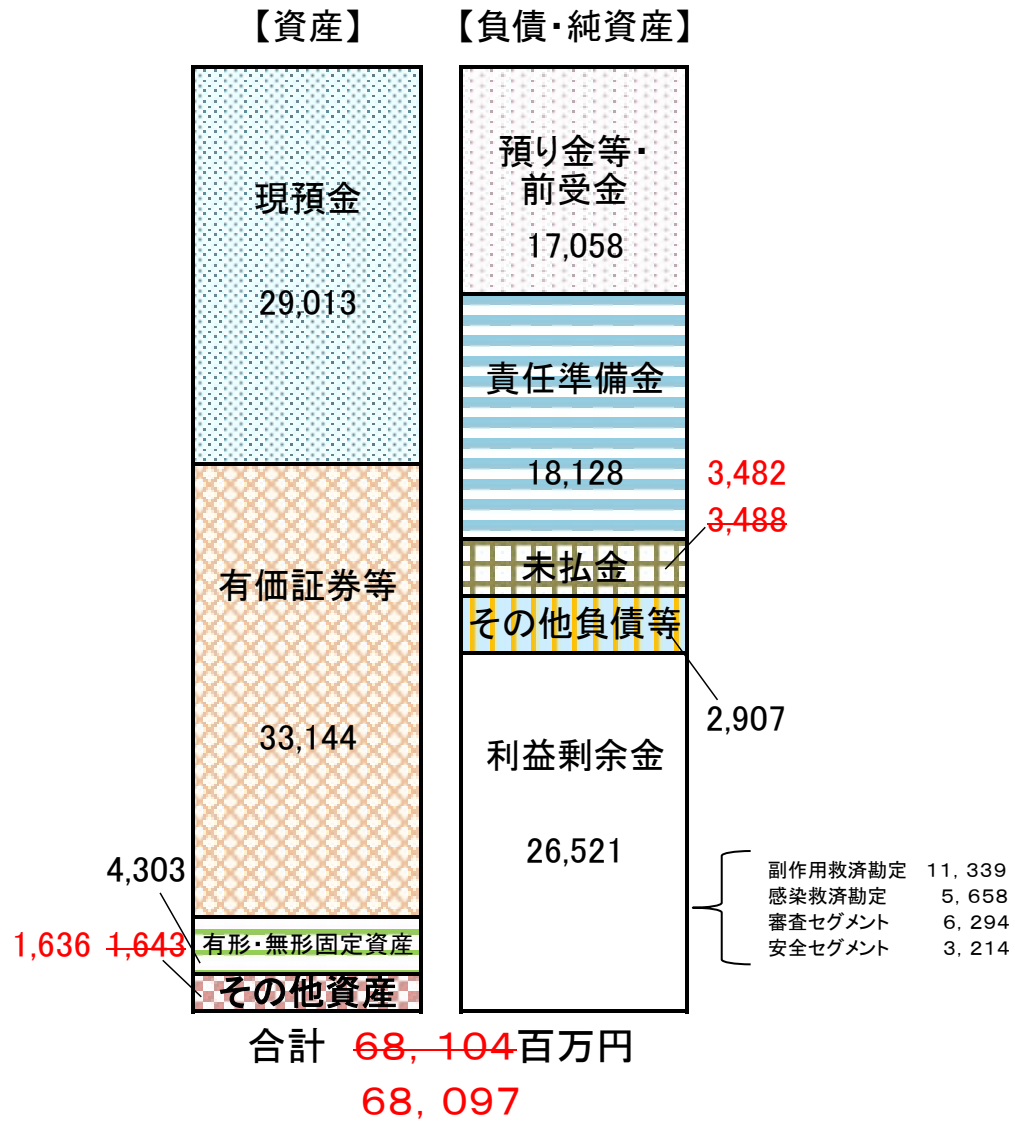 【資産】
【負債・純資産】
現預金
29,013
有価証券等
33,144
4,303
有形・無形固定資産
1,636 1,643
その他資産
預り金等・
前受金
17,058
責任準備金
18,128
3,482
3,488
未払金
その他負債等
2,907
利益剰余金
26,521
副作用救済勘定 11,339
感染救済勘定 5,658
審査セグメント 6,294
安全セグメント 3,214
合計 68,104百万円
68,097